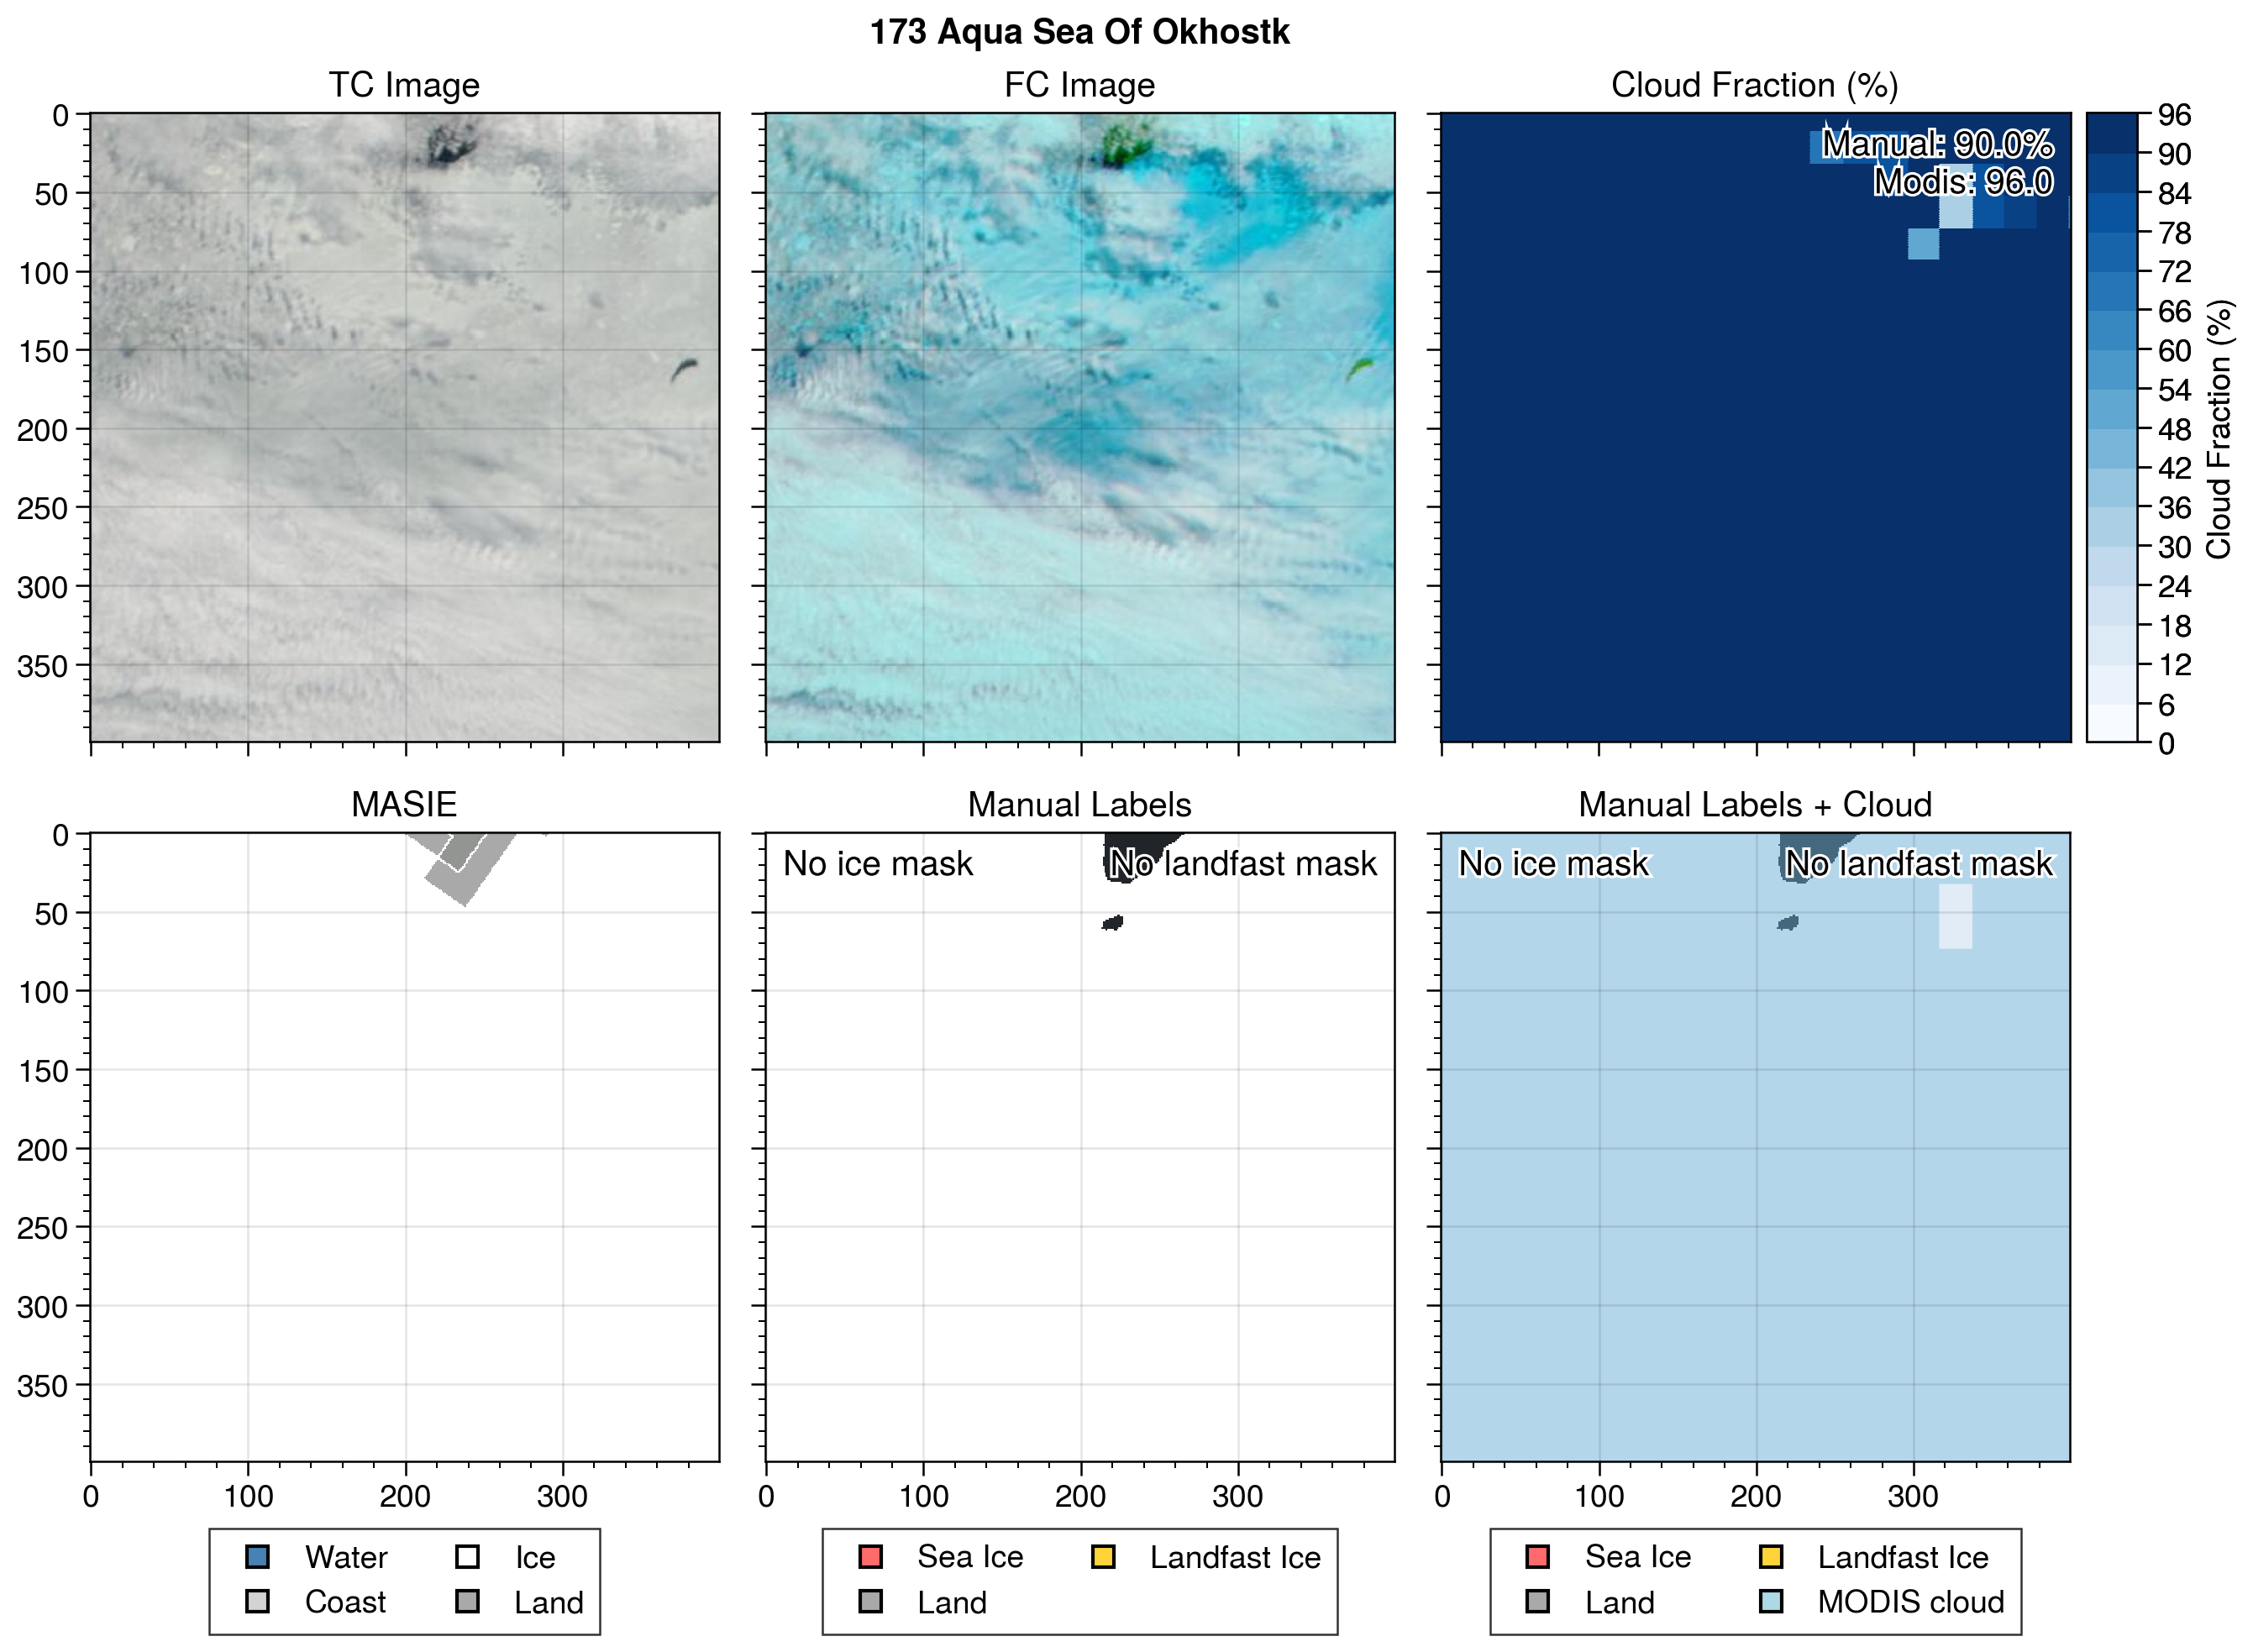 173 Aqua Sea Of Okhostk
TC Image
FC Image
Cloud Fraction (%)
0
50
100
150
200
250
300
350
Manual: 90.0%
Modis: 96.0
96
90
84
78
72
66
60
54
48
42
36
30
24
18
12
6
0
Cloud Fraction (%)
MASIE
Manual Labels
Manual Labels + Cloud
0
50
100
150
200
250
300
350
No ice mask
No landfast mask
No ice mask
No landfast mask
0 100 200 300
0 100 200 300
0 100 200 300
Water Ice
Coast Land
Sea Ice Landfast Ice
Land
Sea Ice Landfast Ice
Land MODIS cloud